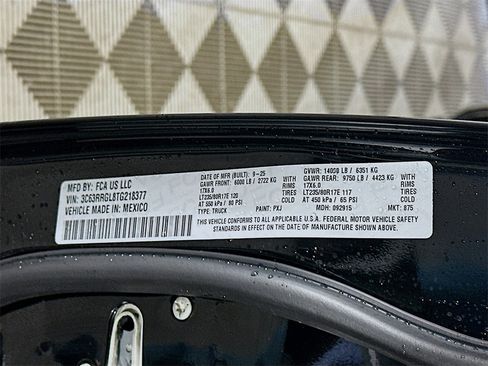 MFD BY: FCA US LLC
DATE OF MFR (BUILT): 9-25
GVWR: 14050 LB / 6351 KG
GAWR FRONT: 6000 LB / 2722 KG
GAWR REAR: 9750 LB / 4423 KG
WITH
17X6.0
RIMS
17X6.0
WITH
LT235/80R17E 120
TIRES
LT235/80R17E 117
RIMS
AT 550 kPa / 80 PSI
COLD
AT 450 kPa / 65 PSI
TIRES
COLD
VIN: 3C63RRGL8TG218377
TYPE: TRUCK
PAINT: PXJ
MDH: 092915
MKT: 875
VEHICLE MADE IN: MEXICO
THIS VEHICLE CONFORMS TO ALL APPLICABLE U.S.A. FEDERAL MOTOR VEHICLE SAFETY
STANDARDS IN EFFECT ON THE DATE OF MANUFACTURE SHOWN ABOVE.